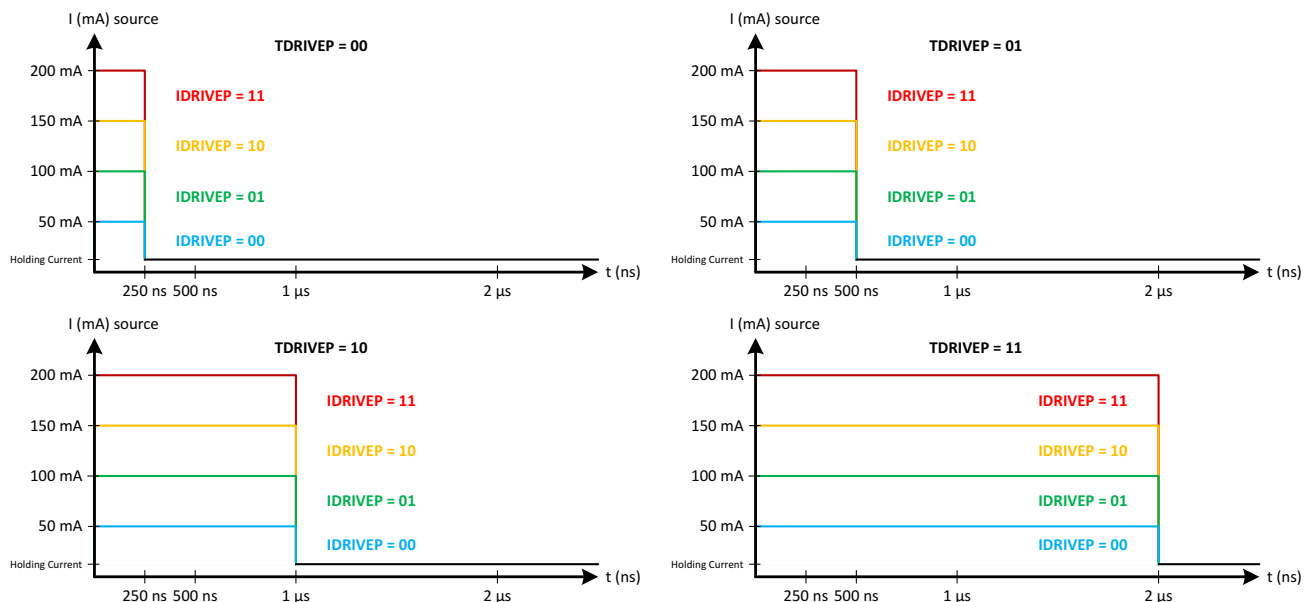 I (mA) source
TDRIVEP = 00
200 mA
IDRIVEP = 11
150 mA
IDRIVEP = 10
100 mA
IDRIVEP = 01
50 mA
IDRIVEP = 00
Holding Current
t (ns)
250 ns 500 ns 1 µs 2 µs
I (mA) source
TDRIVEP = 01
200 mA
IDRIVEP = 11
150 mA
IDRIVEP = 10
100 mA
IDRIVEP = 01
50 mA
IDRIVEP = 00
Holding Current
t (ns)
250 ns 500 ns 1 µs 2 µs
I (mA) source
TDRIVEP = 10
200 mA
IDRIVEP = 11
150 mA
IDRIVEP = 10
100 mA
IDRIVEP = 01
50 mA
IDRIVEP = 00
Holding Current
t (ns)
250 ns 500 ns 1 µs 2 µs
I (mA) source
TDRIVEP = 11
200 mA
IDRIVEP = 11
150 mA
IDRIVEP = 10
100 mA
IDRIVEP = 01
50 mA
IDRIVEP = 00
Holding Current
t (ns)
250 ns 500 ns 1 µs 2 µs